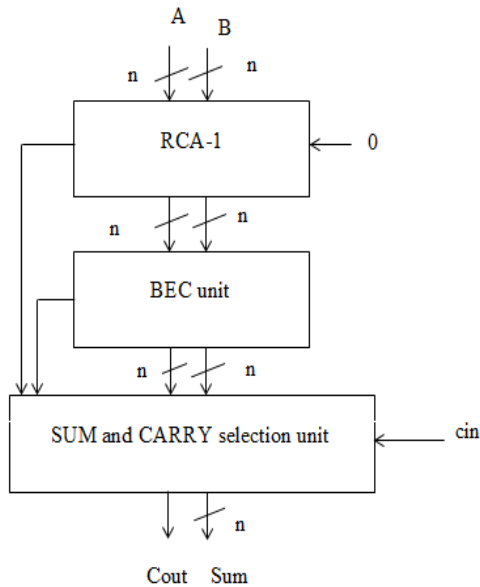 A
B
n
n
RCA-1
0
n
n
BEC unit
n
n
SUM and CARRY selection unit
cin
n
Cout
Sum